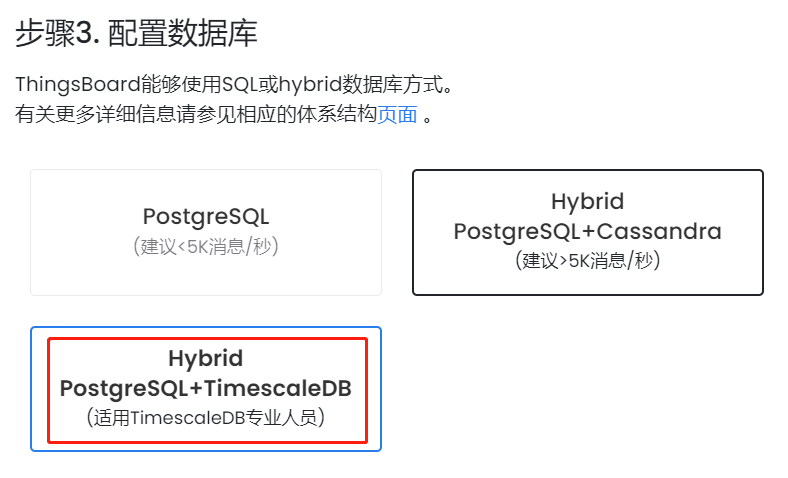 步骤3. 配置数据库
ThingsBoard能够使用SQL或hybrid数据库方式。
有关更多详细信息请参见相应的体系结构页面 。
PostgreSQL
(建议<5K消息/秒)
Hybrid
PostgreSQL+Cassandra
(建议>5K消息/秒)
Hybrid
PostgreSQL+TimescaleDB
(适用TimescaleDB专业人员)